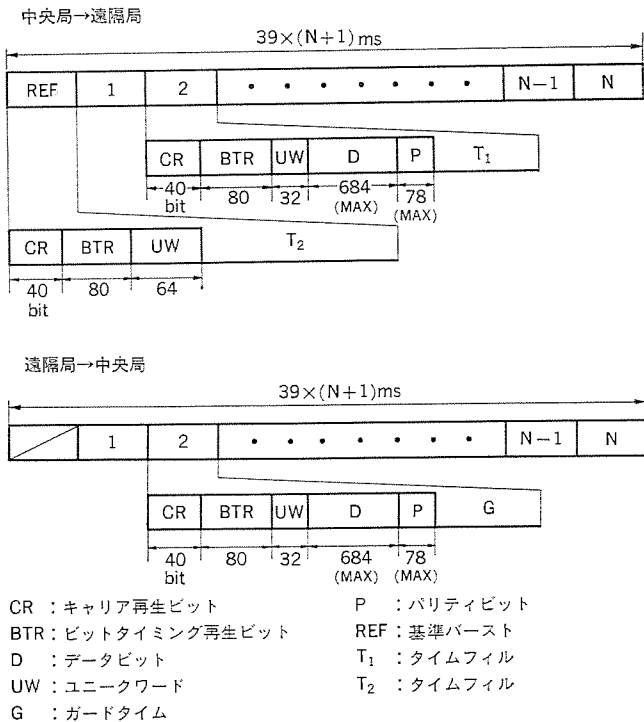 中央局→遠隔局
39×(N+1)ms
REF 1 2 • • • • • • • N−1 N
CR BTR UW D P T₁
40 bit 80 32 684 (MAX) 78 (MAX)
CR BTR UW T₂
40 bit 80 64
遠隔局→中央局
39×(N+1)ms
1 2 • • • • • • • N−1 N
CR BTR UW D P G
40 bit 80 32 684 (MAX) 78 (MAX)
CR：キャリア再生ビット
BTR：ビットタイミング再生ビット
D：データビット
UW：ユニークワード
G：ガードタイム
P：パリティビット
REF：基準バースト
T₁：タイムフィル
T₂：タイムフィル